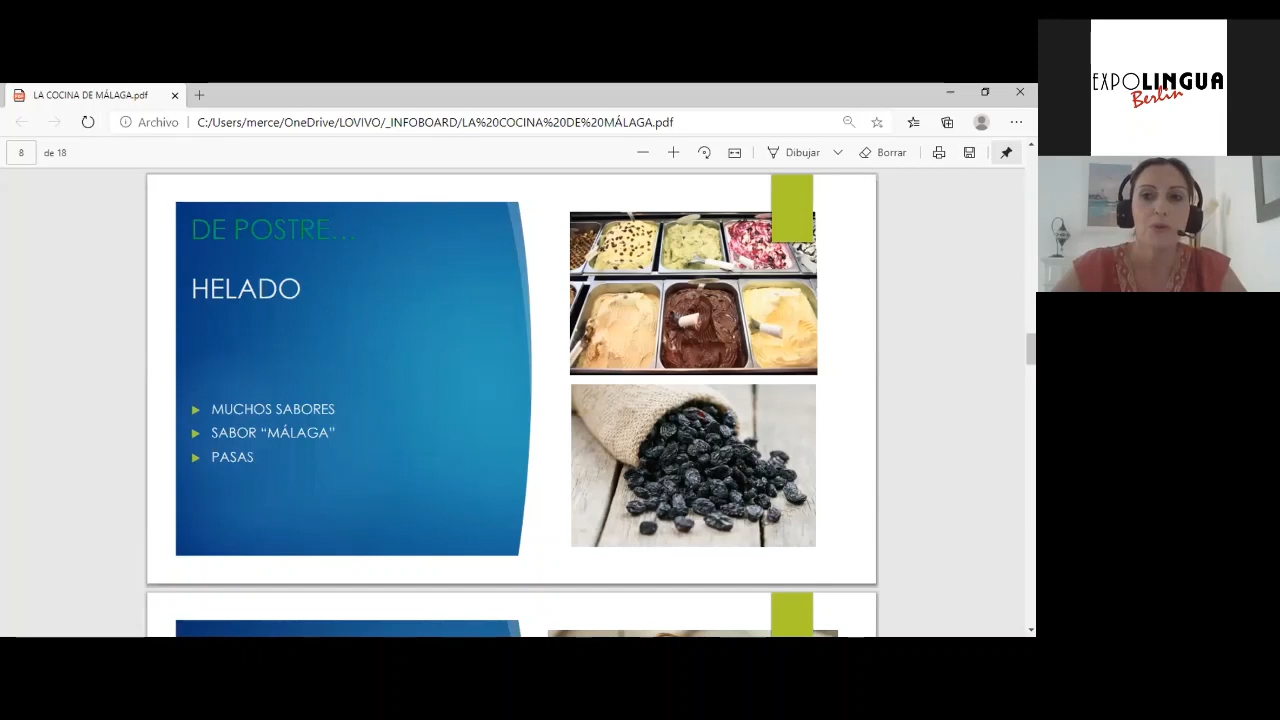 LA COCINA DE MÁLAGA.pdf
Archivo
C:/Users/merce/OneDrive/LOVIVO/_INFOBOARD/LA%20COCINA%20DE%20MÁLAGA.pdf
8 de 18
Dibujar
Borrar
DE POSTRE...
HELADO
MUCHOS SABORES
SABOR “MÁLAGA”
PASAS
EXPOLINGUA
Berlin